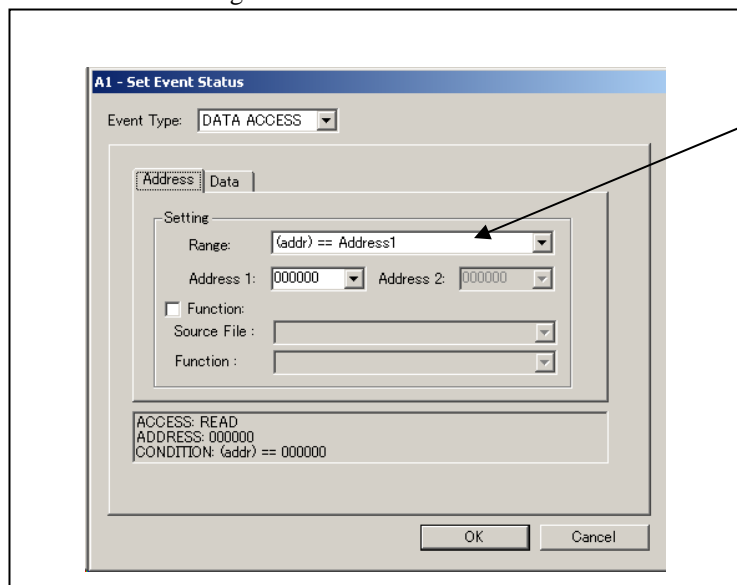 A1 - Set Event Status
Event Type: DATA ACCESS
Address Data
Setting
Range: (addr) == Address1
Address 1: 000000 Address 2: 000000
Function:
Source File :
Function :
ACCESS: READ
ADDRESS: 000000
CONDITION: (addr) == 000000
OK Cancel